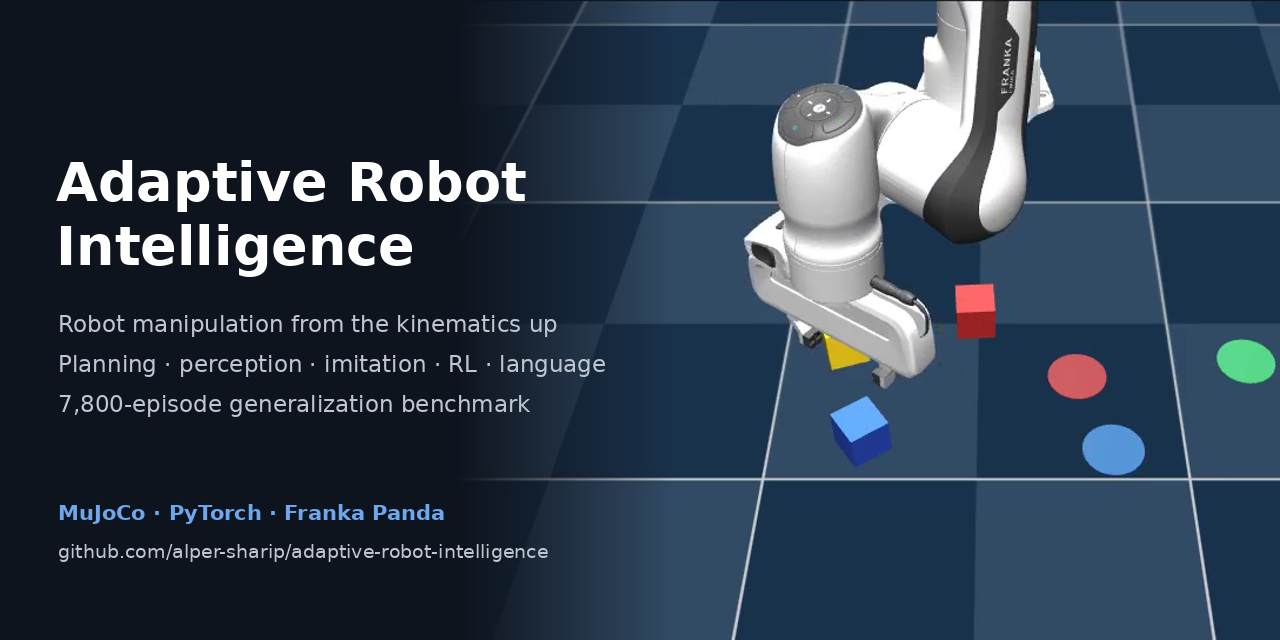 Adaptive Robot
Intelligence
Robot manipulation from the kinematics up
Planning · perception · imitation · RL · language
7,800-episode generalization benchmark
MuJoCo · PyTorch · Franka Panda
github.com/alper-sharip/adaptive-robot-intelligence
FRANKA